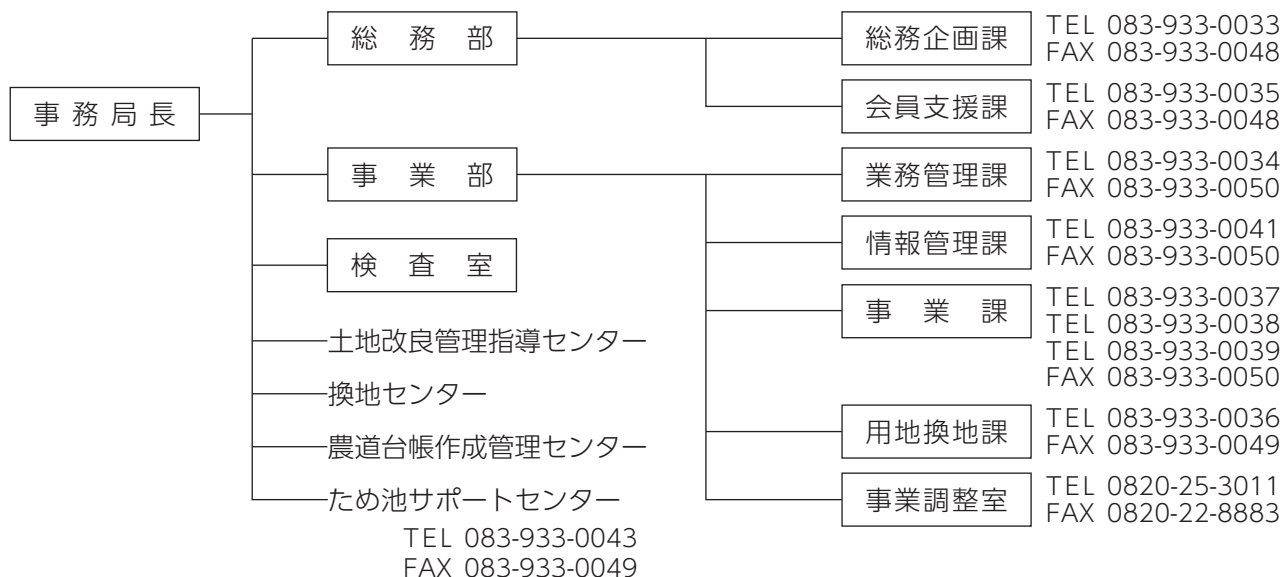 事務局長
総務部
総務企画課
TEL 083-933-0033
FAX 083-933-0048
会員支援課
TEL 083-933-0035
FAX 083-933-0048
事業部
業務管理課
TEL 083-933-0034
FAX 083-933-0050
情報管理課
TEL 083-933-0041
FAX 083-933-0050
事業課
TEL 083-933-0037
TEL 083-933-0038
TEL 083-933-0039
FAX 083-933-0050
用地換地課
TEL 083-933-0036
FAX 083-933-0049
事業調整室
TEL 0820-25-3011
FAX 0820-22-8883
検査室
土地改良管理指導センター
換地センター
農道台帳作成管理センター
ため池サポートセンター
TEL 083-933-0043
FAX 083-933-0049